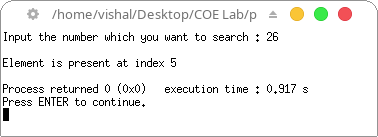 /home/vishal/Desktop/COE Lab/p
Input the number which you want to search : 26
Element is present at index 5
Process returned 0 (0x0)   execution time : 0.917 s
Press ENTER to continue.